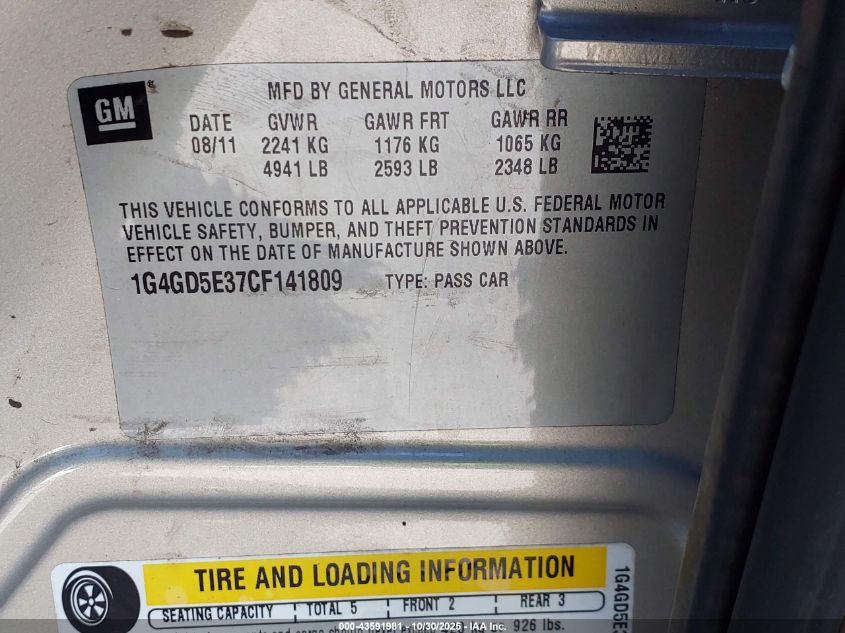 GM
MFD BY GENERAL MOTORS LLC
DATE GVWR GAWR FRT GAWR RR
08/11 2241 KG 1176 KG 1065 KG
4941 LB 2593 LB 2348 LB
THIS VEHICLE CONFORMS TO ALL APPLICABLE U.S. FEDERAL MOTOR
VEHICLE SAFETY, BUMPER, AND THEFT PREVENTION STANDARDS IN
EFFECT ON THE DATE OF MANUFACTURE SHOWN ABOVE.
1G4GD5E37CF141809 TYPE: PASS CAR
TIRE AND LOADING INFORMATION
SEATING CAPACITY TOTAL 5 FRONT 2 REAR 3
926 lbs.
1G4GD5E3
000-43591981 - 10/30/2025 - IAA Inc.